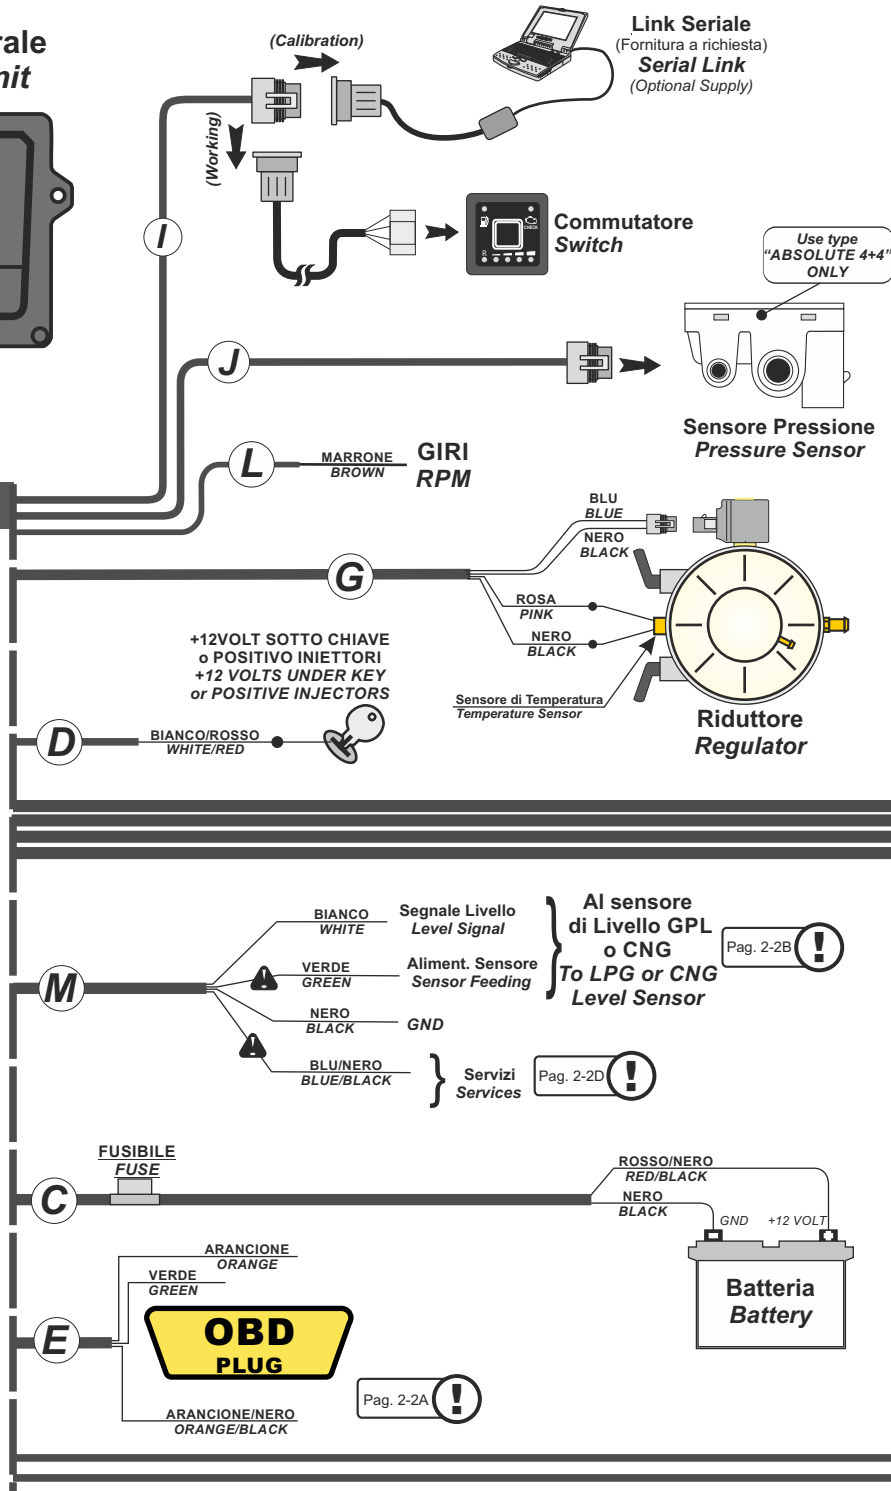 rale
nit
(Calibration)
Link Seriale
(Fornitura a richiesta)
Serial Link
(Optional Supply)
(Working)
I
CHECK
R
Commutatore
Switch
Use type
“ABSOLUTE 4+4”
ONLY
J
Sensore Pressione
Pressure Sensor
L
MARRONE
BROWN
GIRI
RPM
BLU
BLUE
NERO
BLACK
G
ROSA
PINK
NERO
BLACK
+12VOLT SOTTO CHIAVE
o POSITIVO INIETTORI
+12 VOLTS UNDER KEY
or POSITIVE INJECTORS
Sensore di Temperatura
Temperature Sensor
Riduttore
Regulator
D
BIANCO/ROSSO
WHITE/RED
M
BIANCO
WHITE
Segnale Livello
Level Signal
VERDE
GREEN
Aliment. Sensore
Sensor Feeding
Al sensore
di Livello GPL
o CNG
To LPG or CNG
Level Sensor
Pag. 2-2B
!
NERO
BLACK
GND
BLU/NERO
BLUE/BLACK
Servizi
Services
Pag. 2-2D
!
C
FUSIBILE
FUSE
ROSSO/NERO
RED/BLACK
NERO
BLACK
GND
+12 VOLT
Batteria
Battery
E
ARANCIONE
ORANGE
VERDE
GREEN
OBD
PLUG
Pag. 2-2A
!
ARANCIONE/NERO
ORANGE/BLACK